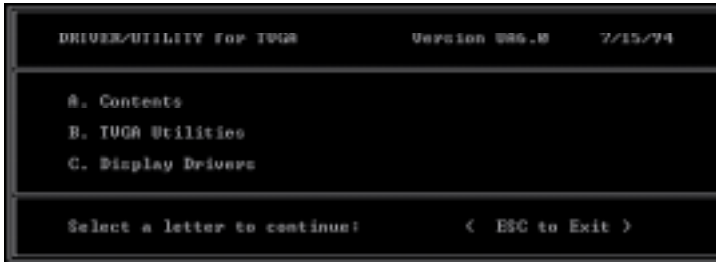 DRIVER/UTILITY for TVGA Version UA6.0 7/15/94
A. Contents
B. TVGA Utilities
C. Display Drivers
Select a letter to continue: < ESC to Exit >